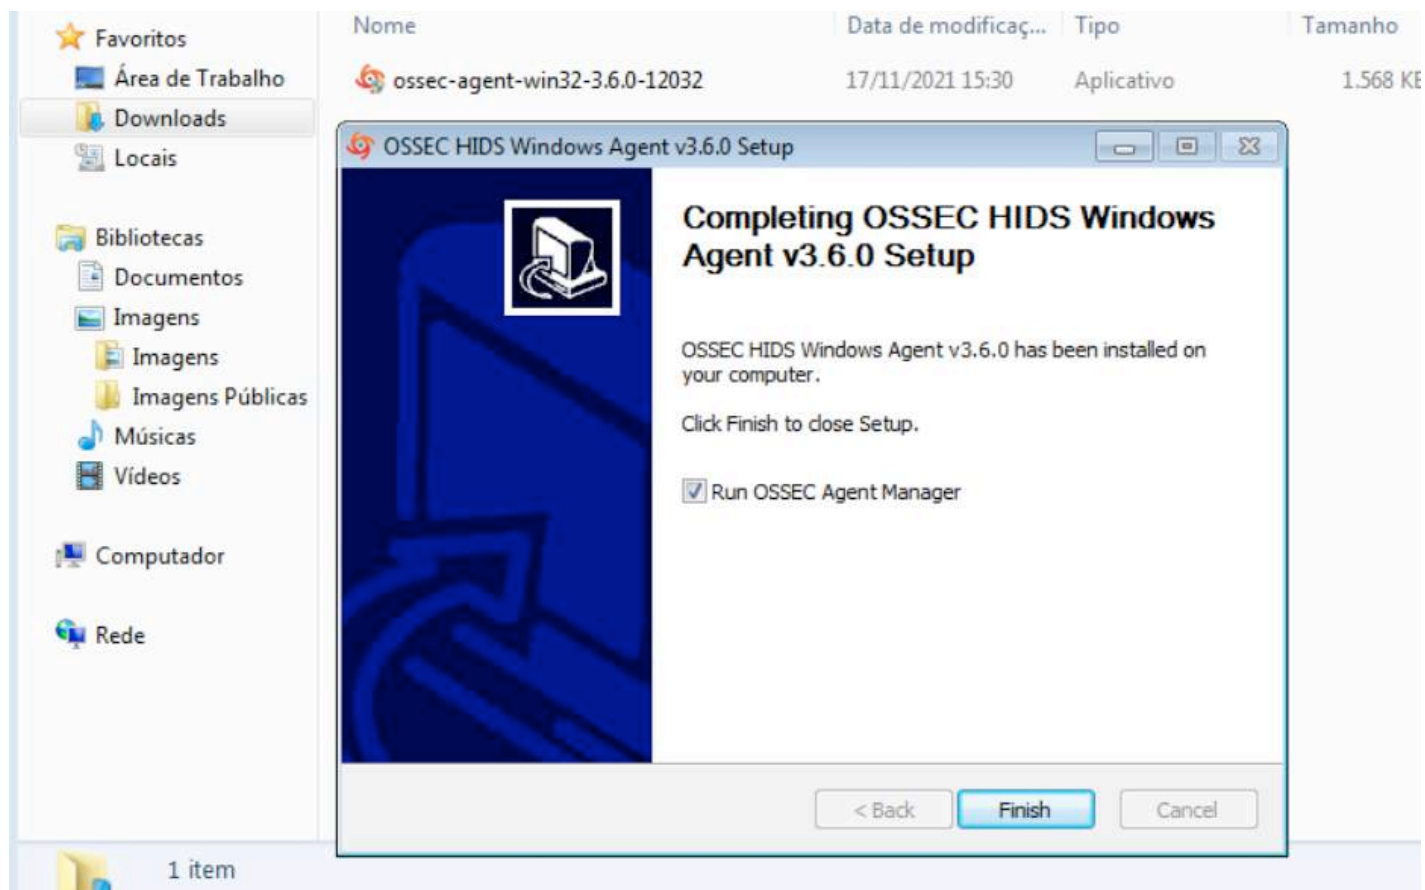 Favoritos
Área de Trabalho
Downloads
Locais
Bibliotecas
Documentos
Imagens
Imagens
Imagens Públicas
Músicas
Vídeos
Computador
Rede
Nome Data de modificaç... Tipo Tamanho
ossec-agent-win32-3.6.0-12032 17/11/2021 15:30 Aplicativo 1.568 KB
OSSEC HIDS Windows Agent v3.6.0 Setup
Completing OSSEC HIDS Windows
Agent v3.6.0 Setup
OSSEC HIDS Windows Agent v3.6.0 has been installed on
your computer.
Click Finish to close Setup.
Run OSSEC Agent Manager
< Back Finish Cancel
1 item